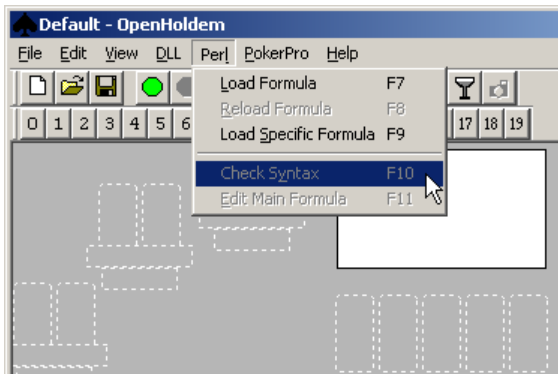 Default - OpenHoldem
File Edit View DLL Perl PokerPro Help
Load Formula F7
Reload Formula F8
Load Specific Formula F9
Check Syntax F10
Edit Main Formula F11
0 1 2 3 4 5 6 17 18 19